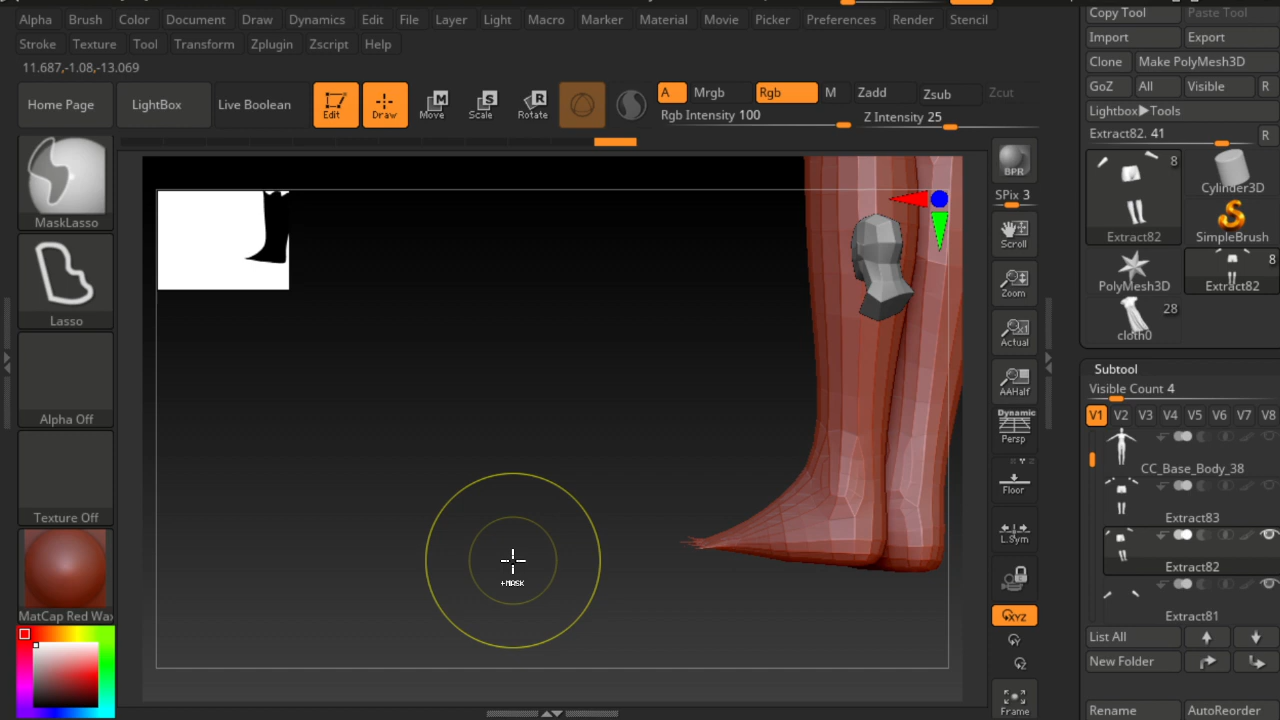 Alpha Brush Color Document Draw Dynamics Edit File Layer Light Macro Marker Material Movie Picker Preferences Render Stencil
Stroke Texture Tool Transform Zplugin Zscript Help
11.687,-1.08,-13.069
Home Page LightBox Live Boolean Edit Draw Move Scale Rotate
A Mrgb Rgb M Zadd Zsub Zcut
Rgb Intensity 100 Z Intensity 25
MaskLasso
Lasso
Alpha Off
Texture Off
MatCap Red Wax
+MASK
BPR
SPix 3
Scroll
Zoom
Actual
AAHalf
Dynamic
Persp
Floor
L.Sym
XYZ
Frame
Copy Tool Paste Tool
Import Export
Clone Make PolyMesh3D
GoZ All Visible R
Lightbox▶Tools
Extract82. 41 R
8
Cylinder3D
Extract82 SimpleBrush
8
PolyMesh3D Extract82
28
cloth0
Subtool
Visible Count 4
V1 V2 V3 V4 V5 V6 V7 V8
CC_Base_Body_38
Extract83
Extract82
Extract81
List All
New Folder
Rename AutoReorder